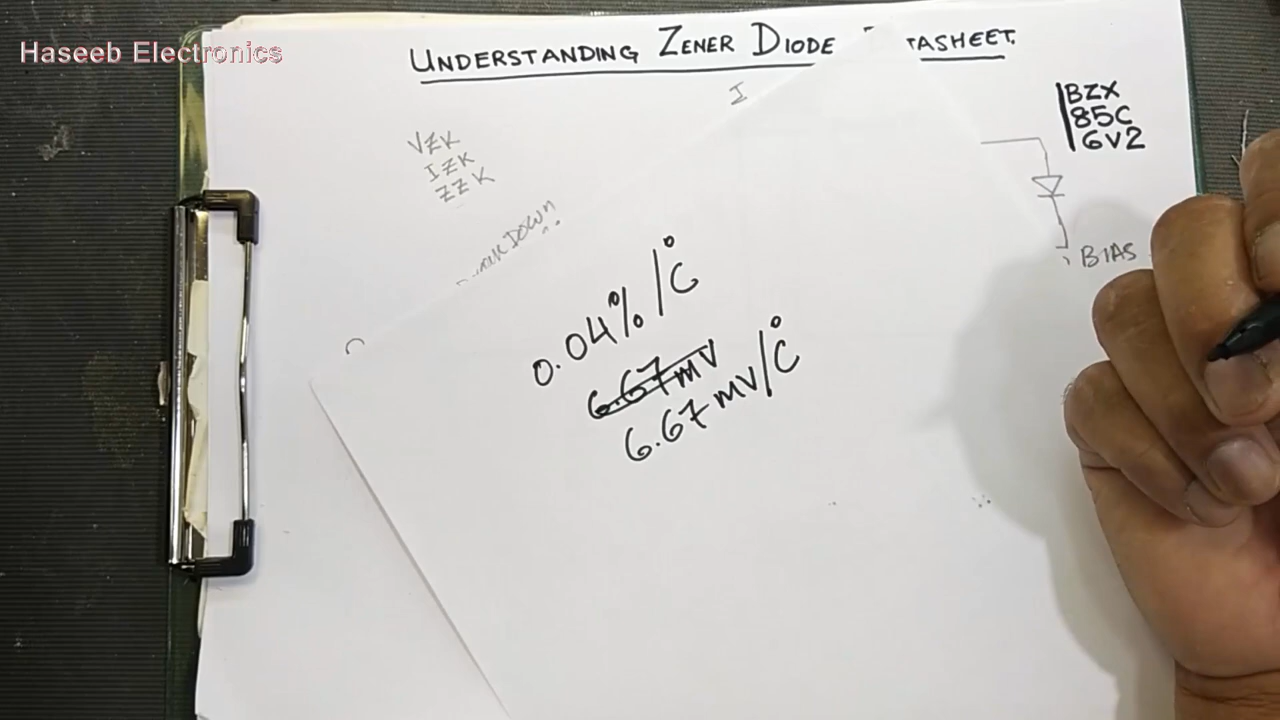 Haseeb Electronics
UNDERSTANDING ZENER DIODE TASHEET.
I
BZX
85C
6V2
VZK
IZK
ZZK
DOWN
BIAS
0.04%/°C
6.67mV
6.67mV/°C